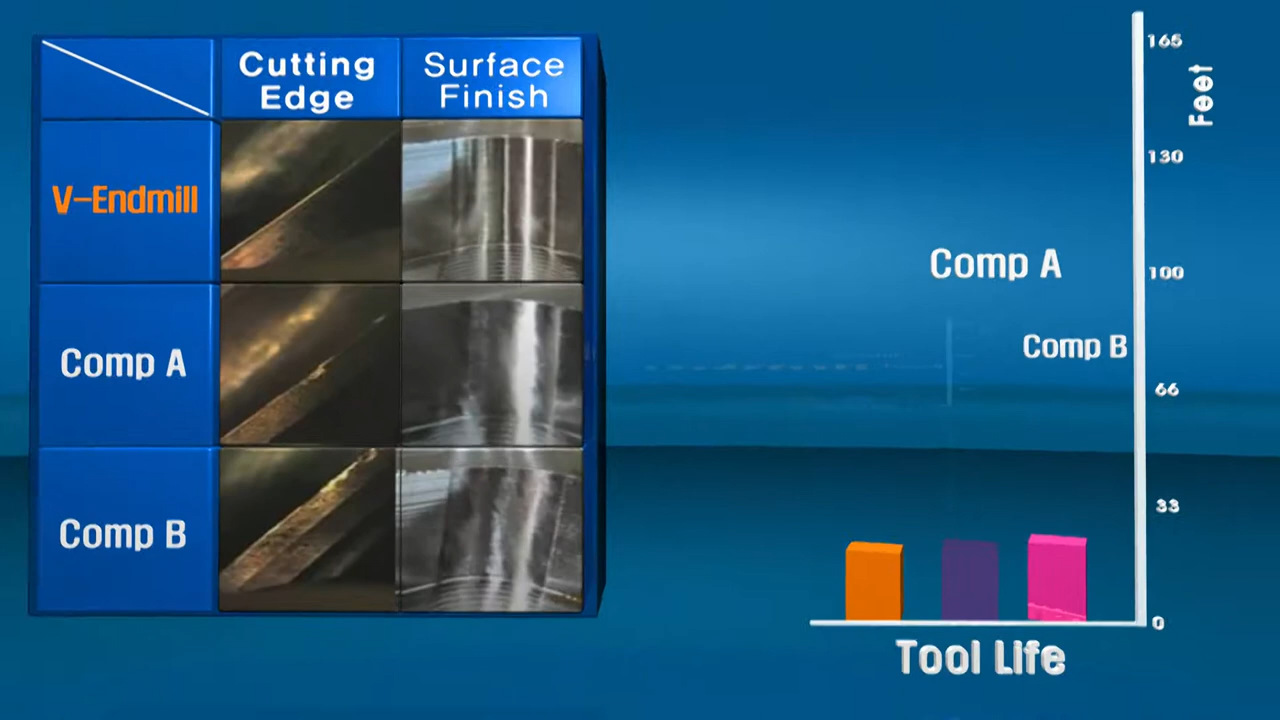 Cutting
Edge
Surface
Finish
V-Endmill
Comp A
Comp B
165
Feet
130
Comp A
100
Comp B
66
33
0
Tool Life